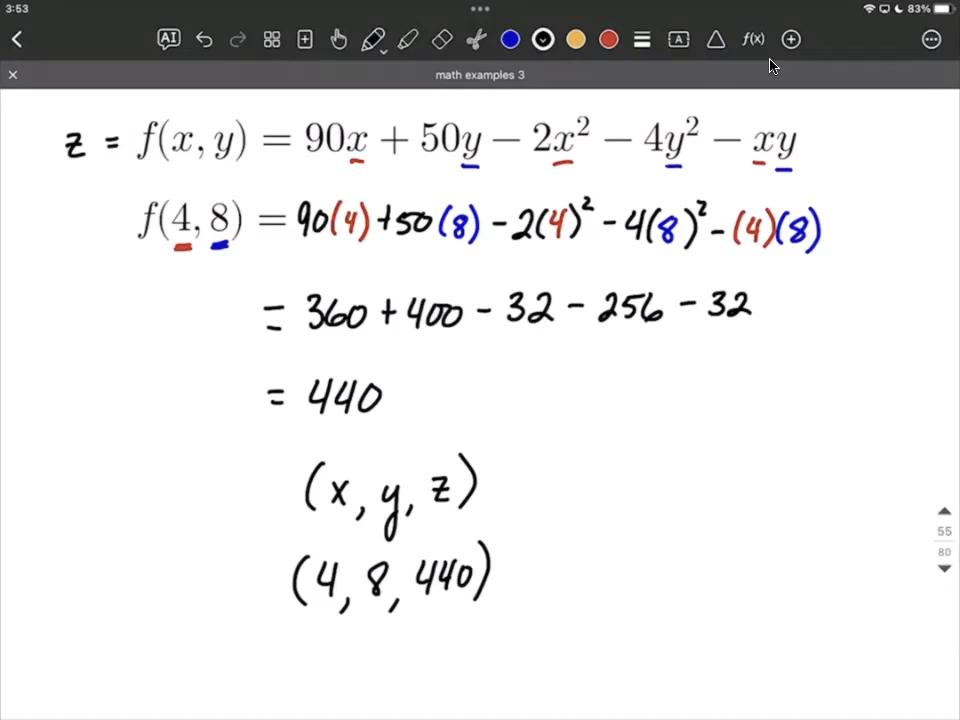 3:53
83%
AI
A
f(x)
math examples 3
z = f(x, y) = 90x + 50y − 2x² − 4y² − xy
f(4, 8) = 90(4) + 50(8) − 2(4)² − 4(8)² − (4)(8)
= 360 + 400 − 32 − 256 − 32
= 440
(x, y, z)
(4, 8, 440)
55
80